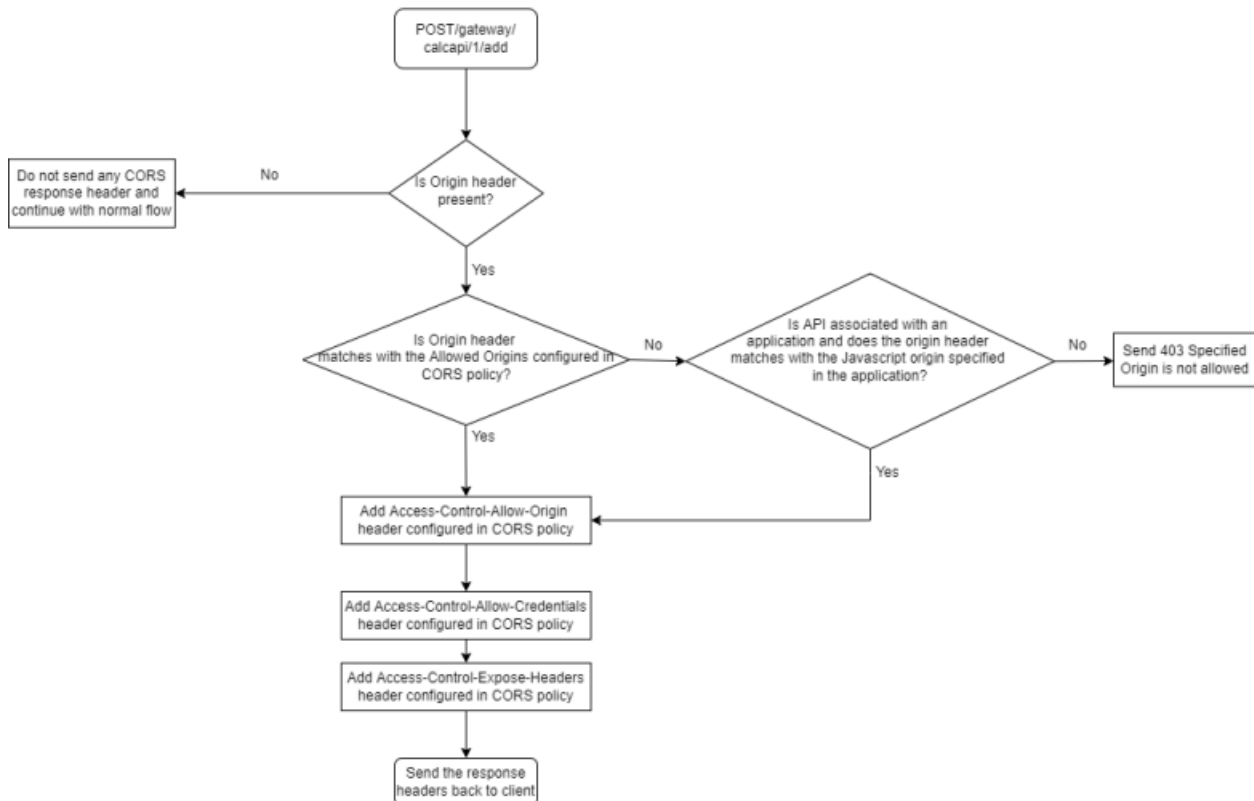 POST/gateway/
calcapi/1/add
Do not send any CORS
response header and
continue with normal flow
No
Is Origin header
present?
Yes
Is Origin header
matches with the Allowed Origins configured in
CORS policy?
No
Is API associated with an
application and does the origin header
matches with the Javascript origin specified
in the application?
No
Send 403 Specified
Origin is not allowed
Yes
Yes
Add Access-Control-Allow-Origin
header configured in CORS policy
Add Access-Control-Allow-Credentials
header configured in CORS policy
Add Access-Control-Expose-Headers
header configured in CORS policy
Send the response
headers back to client